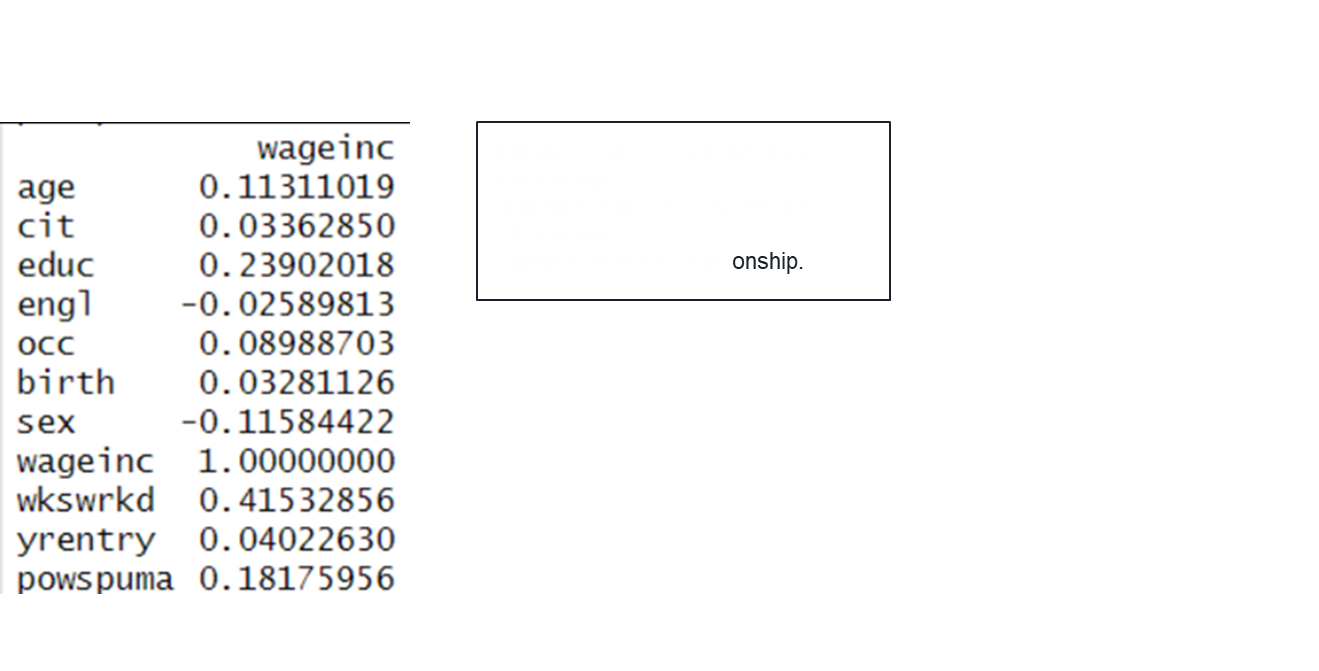 wageinc
age 0.11311019
cit 0.03362850
educ 0.23902018
engl -0.02589813
occ 0.08988703
birth 0.03281126
sex -0.11584422
wageinc 1.00000000
wkswrkd 0.41532856
yrentry 0.04022630
powspuma 0.18175956
onship.